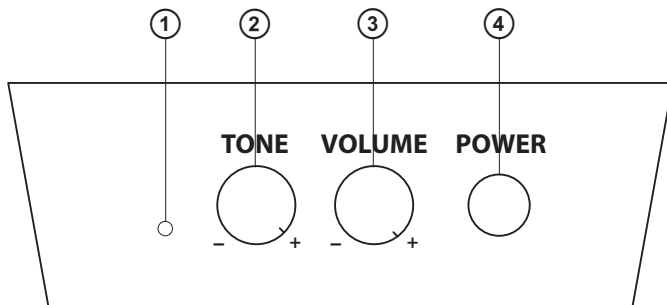 1 2 3 4
TONE VOLUME POWER
– + – +